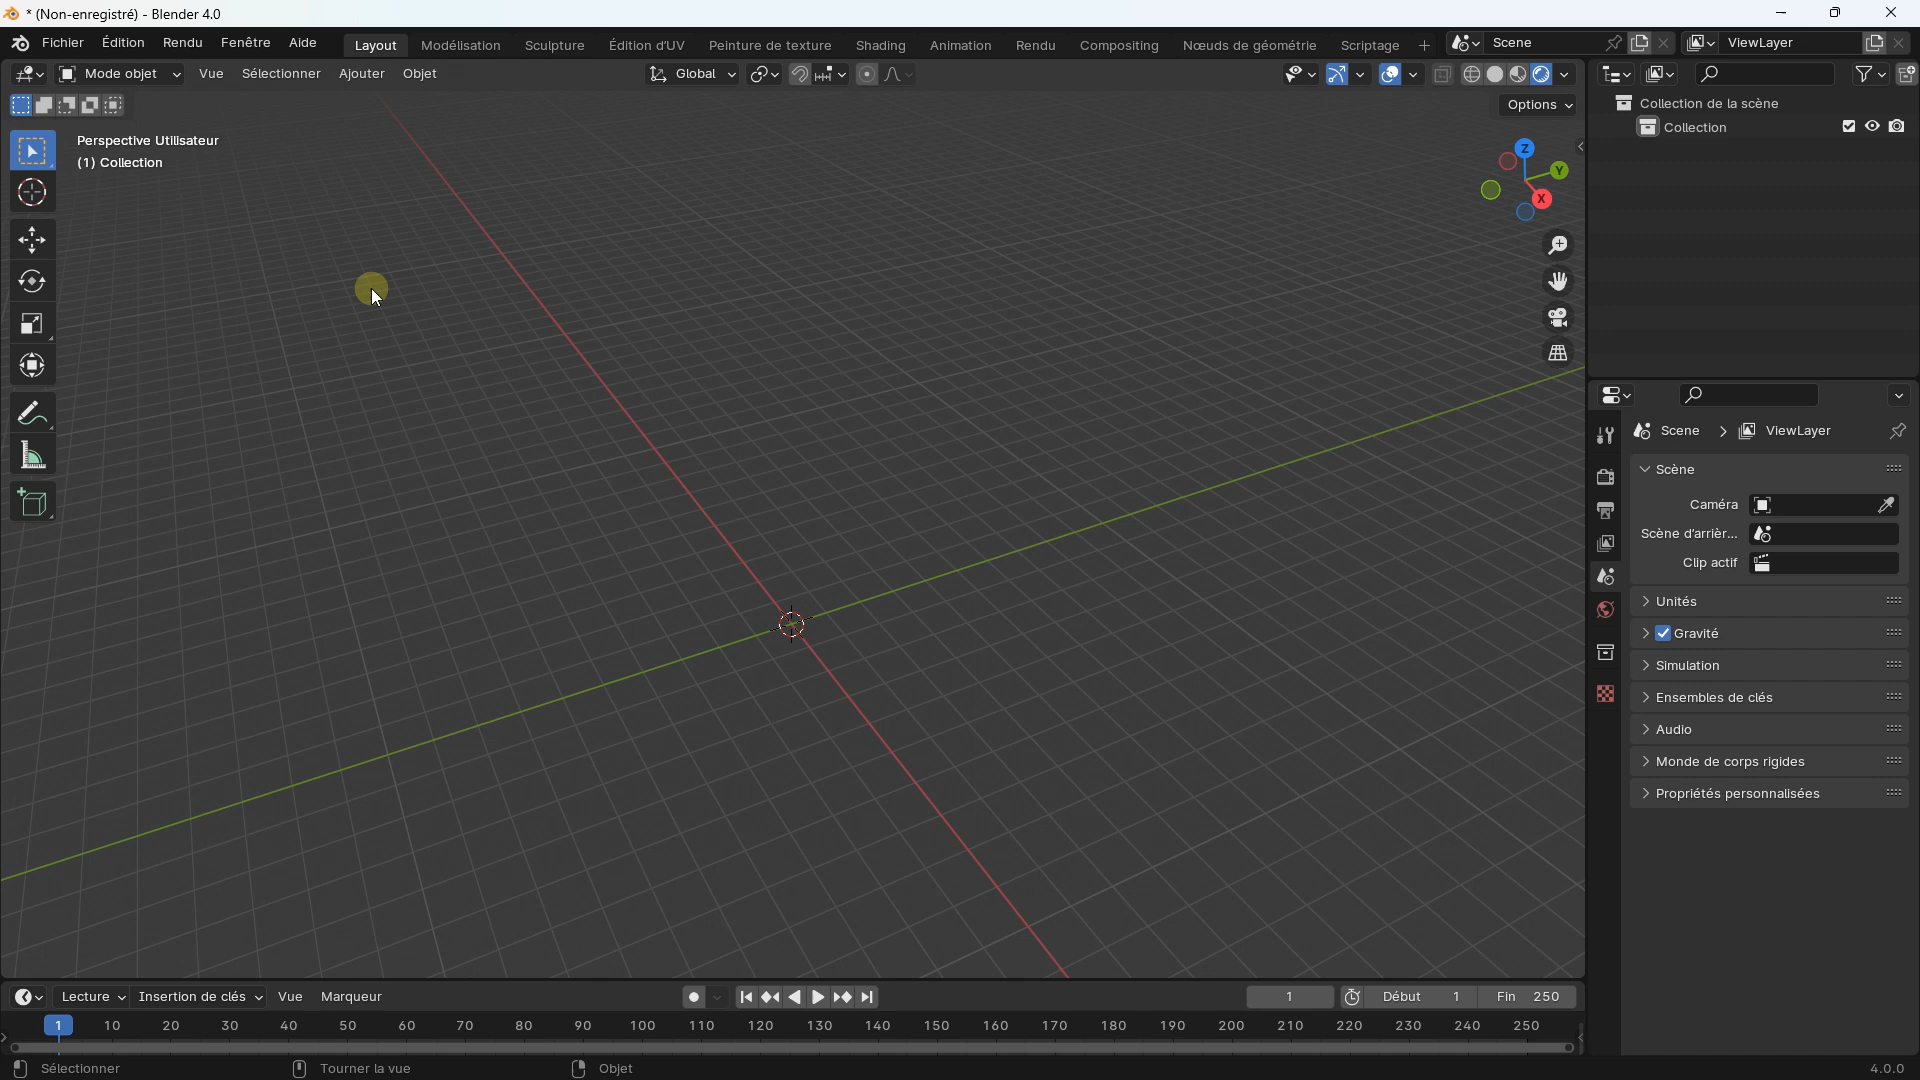 * (Non-enregistré) - Blender 4.0
Fichier Édition Rendu Fenêtre Aide Layout Modélisation Sculpture Édition d'UV Peinture de texture Shading Animation Rendu Compositing Nœuds de géométrie Scriptage + Scene ViewLayer
Mode objet Vue Sélectionner Ajouter Objet Global
Options
Perspective Utilisateur
(1) Collection
Z
Y
X
Collection de la scène
Collection
Scene > ViewLayer
Scène
Caméra
Scène d'arrièr...
Clip actif
Unités
Gravité
Simulation
Ensembles de clés
Audio
Monde de corps rigides
Propriétés personnalisées
Lecture Insertion de clés Vue Marqueur 1 Début 1 Fin 250
1 10 20 30 40 50 60 70 80 90 100 110 120 130 140 150 160 170 180 190 200 210 220 230 240 250
Sélectionner Tourner la vue Objet 4.0.0